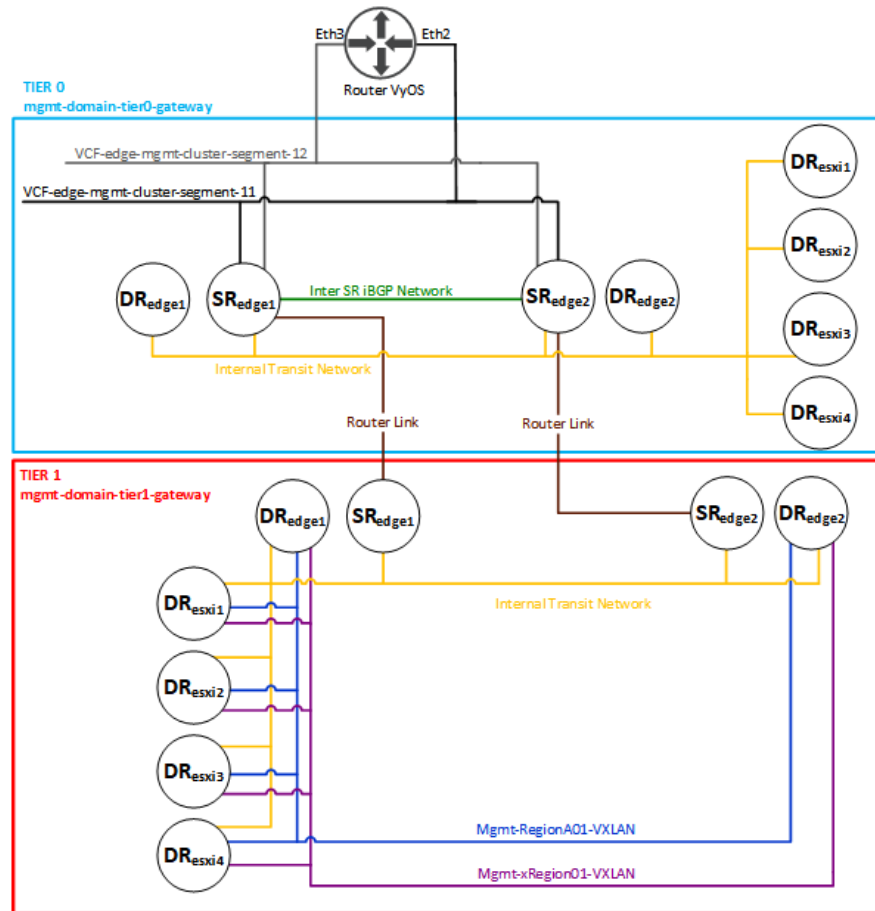 Eth3
Eth2
Router VyOS
TIER 0
mgmt-domain-tier0-gateway
VCF-edge-mgmt-cluster-segment-12
VCF-edge-mgmt-cluster-segment-11
DResxi1
DResxi2
DRedge1
SRedge1
Inter SR iBGP Network
SRedge2
DRedge2
DResxi3
Internal Transit Network
DResxi4
Router Link
Router Link
TIER 1
mgmt-domain-tier1-gateway
DRedge1
SRedge1
SRedge2
DRedge2
DResxi1
Internal Transit Network
DResxi2
DResxi3
Mgmt-RegionA01-VXLAN
DResxi4
Mgmt-xRegion01-VXLAN